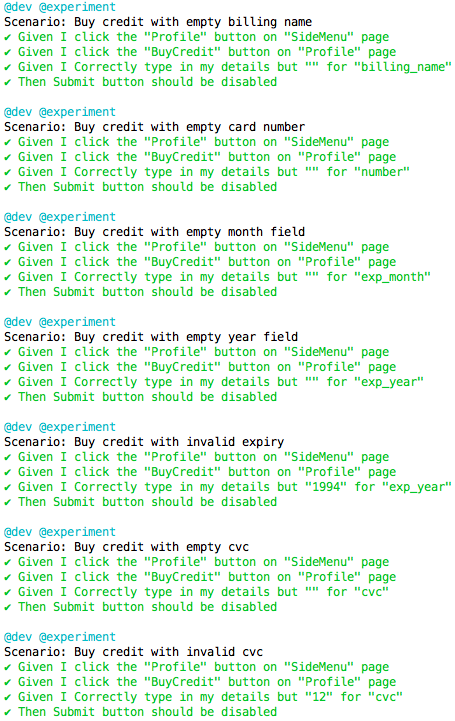 @dev @experiment
Scenario: Buy credit with empty billing name
✔ Given I click the "Profile" button on "SideMenu" page
✔ Given I click the "BuyCredit" button on "Profile" page
✔ Given I Correctly type in my details but "" for "billing_name"
✔ Then Submit button should be disabled

@dev @experiment
Scenario: Buy credit with empty card number
✔ Given I click the "Profile" button on "SideMenu" page
✔ Given I click the "BuyCredit" button on "Profile" page
✔ Given I Correctly type in my details but "" for "number"
✔ Then Submit button should be disabled

@dev @experiment
Scenario: Buy credit with empty month field
✔ Given I click the "Profile" button on "SideMenu" page
✔ Given I click the "BuyCredit" button on "Profile" page
✔ Given I Correctly type in my details but "" for "exp_month"
✔ Then Submit button should be disabled

@dev @experiment
Scenario: Buy credit with empty year field
✔ Given I click the "Profile" button on "SideMenu" page
✔ Given I click the "BuyCredit" button on "Profile" page
✔ Given I Correctly type in my details but "" for "exp_year"
✔ Then Submit button should be disabled

@dev @experiment
Scenario: Buy credit with invalid expiry
✔ Given I click the "Profile" button on "SideMenu" page
✔ Given I click the "BuyCredit" button on "Profile" page
✔ Given I Correctly type in my details but "1994" for "exp_year"
✔ Then Submit button should be disabled

@dev @experiment
Scenario: Buy credit with empty cvc
✔ Given I click the "Profile" button on "SideMenu" page
✔ Given I click the "BuyCredit" button on "Profile" page
✔ Given I Correctly type in my details but "" for "cvc"
✔ Then Submit button should be disabled

@dev @experiment
Scenario: Buy credit with invalid cvc
✔ Given I click the "Profile" button on "SideMenu" page
✔ Given I click the "BuyCredit" button on "Profile" page
✔ Given I Correctly type in my details but "12" for "cvc"
✔ Then Submit button should be disabled